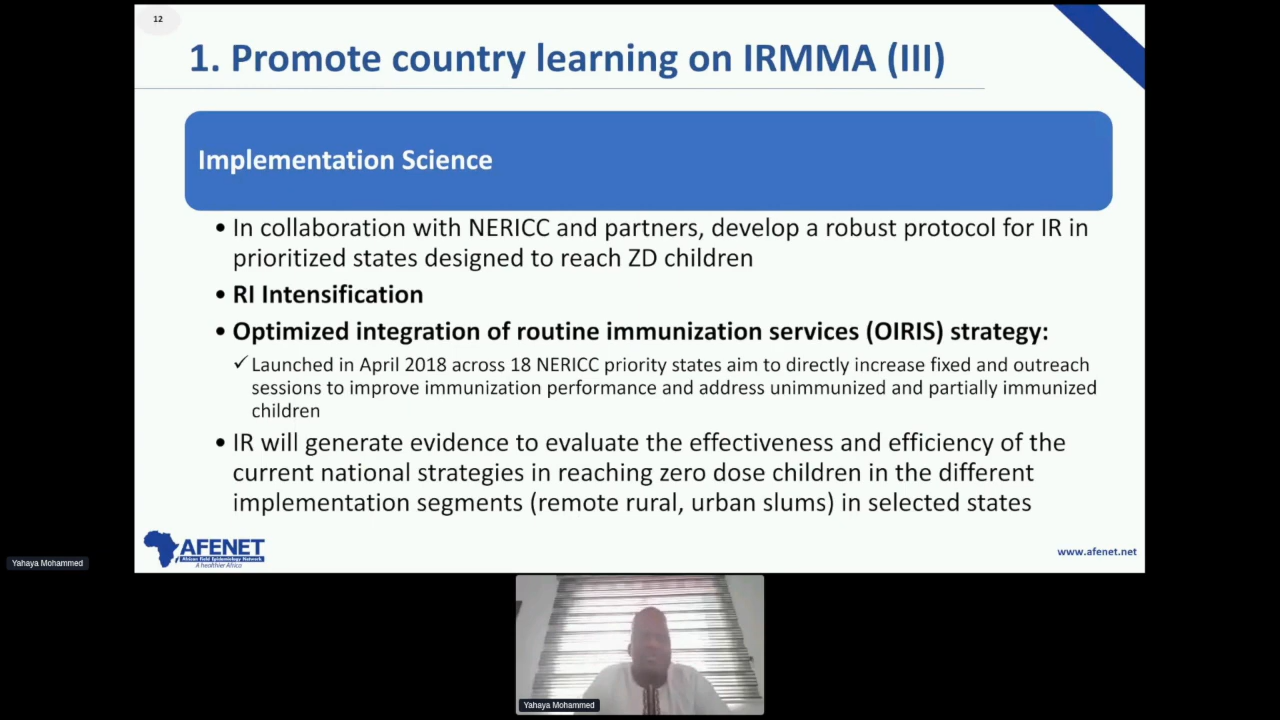 12
1. Promote country learning on IRMMA (III)
Implementation Science
• In collaboration with NERICC and partners, develop a robust protocol for IR in
prioritized states designed to reach ZD children
• RI Intensification
• Optimized integration of routine immunization services (OIRIS) strategy:
✓ Launched in April 2018 across 18 NERICC priority states aim to directly increase fixed and outreach
sessions to improve immunization performance and address unimmunized and partially immunized
children
• IR will generate evidence to evaluate the effectiveness and efficiency of the
current national strategies in reaching zero dose children in the different
implementation segments (remote rural, urban slums) in selected states
AFENET
African Field Epidemiology Network
A healthier Africa
www.afenet.net
Yahaya Mohammed
Yahaya Mohammed